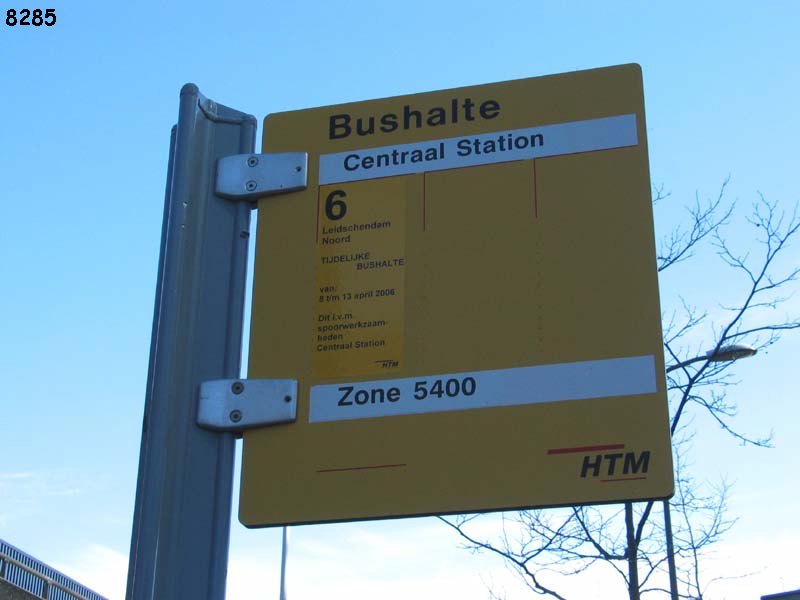 8285
Bushalte
Centraal Station
6
Leidschendam
Noord
TIJDELIJKE
BUSHALTE
van:
8 t/m 13 april 2006
Dit i.v.m.
spoorwerkzaam-
heden
Centraal Station
HTM
Zone 5400
HTM